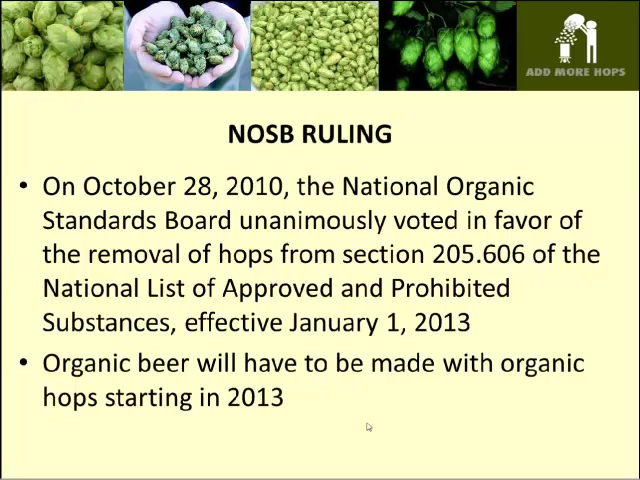 ADD MORE HOPS
NOSB RULING
• On October 28, 2010, the National Organic
Standards Board unanimously voted in favor of
the removal of hops from section 205.606 of the
National List of Approved and Prohibited
Substances, effective January 1, 2013
• Organic beer will have to be made with organic
hops starting in 2013